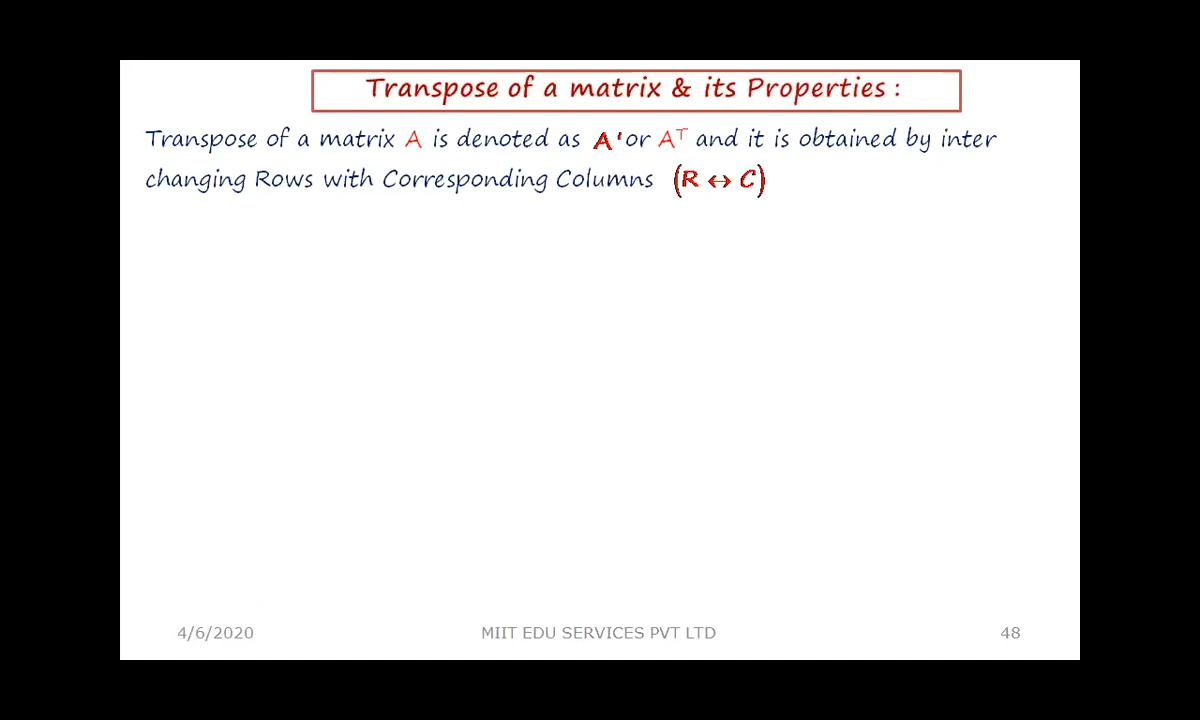 Transpose of a matrix & its Properties :
Transpose of a matrix A is denoted as A' or Aᵀ and it is obtained by inter
changing Rows with Corresponding Columns (R ↔ C)
4/6/2020 MIIT EDU SERVICES PVT LTD 48